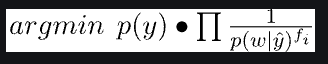 argmin p(y) • ∏ 1/p(w|ŷ)^{f_i}